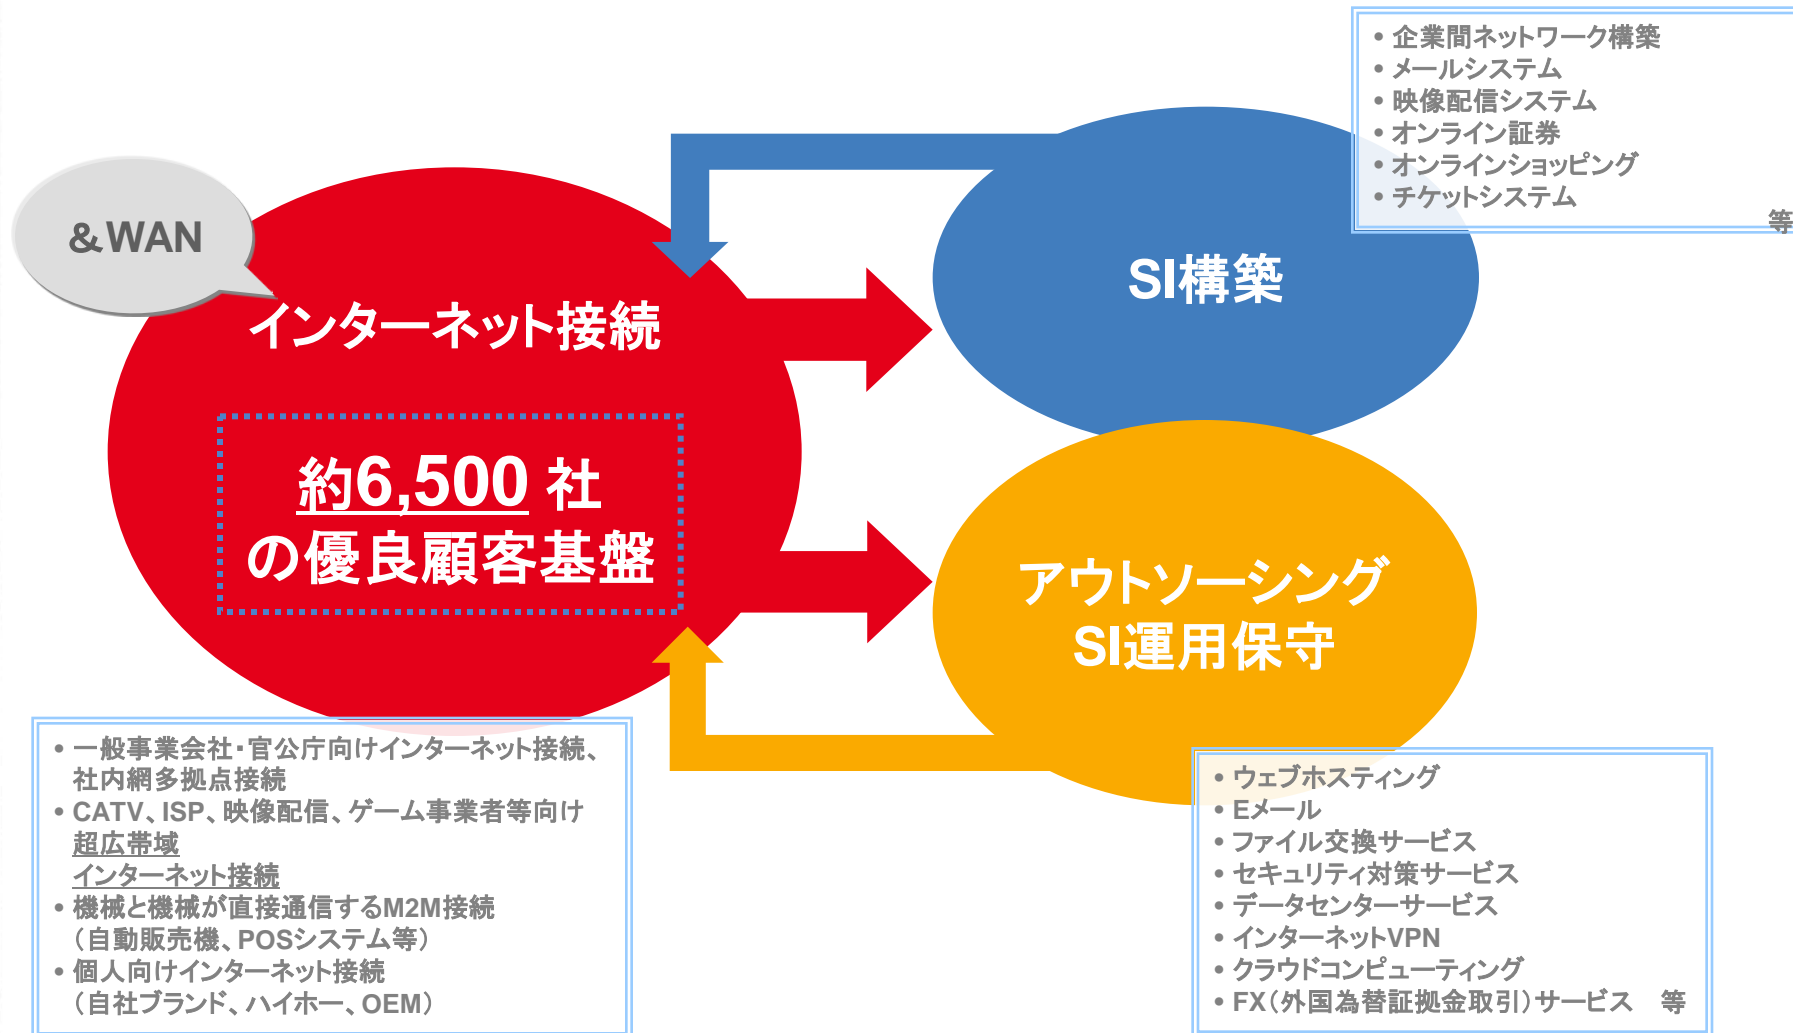 &WAN
インターネット接続
約6,500 社
の優良顧客基盤
• 一般事業会社・官公庁向けインターネット接続、
社内網多拠点接続
• CATV、ISP、映像配信、ゲーム事業者等向け
超広帯域
インターネット接続
• 機械と機械が直接通信するM2M接続
（自動販売機、POSシステム等）
• 個人向けインターネット接続
（自社ブランド、ハイホー、OEM）
• 企業間ネットワーク構築
• メールシステム
• 映像配信システム
• オンライン証券
• オンラインショッピング
• チケットシステム
等
SI構築
アウトソーシング
SI運用保守
• ウェブホスティング
• Eメール
• ファイル交換サービス
• セキュリティ対策サービス
• データセンターサービス
• インターネットVPN
• クラウドコンピューティング
• FX（外国為替証拠金取引）サービス　等